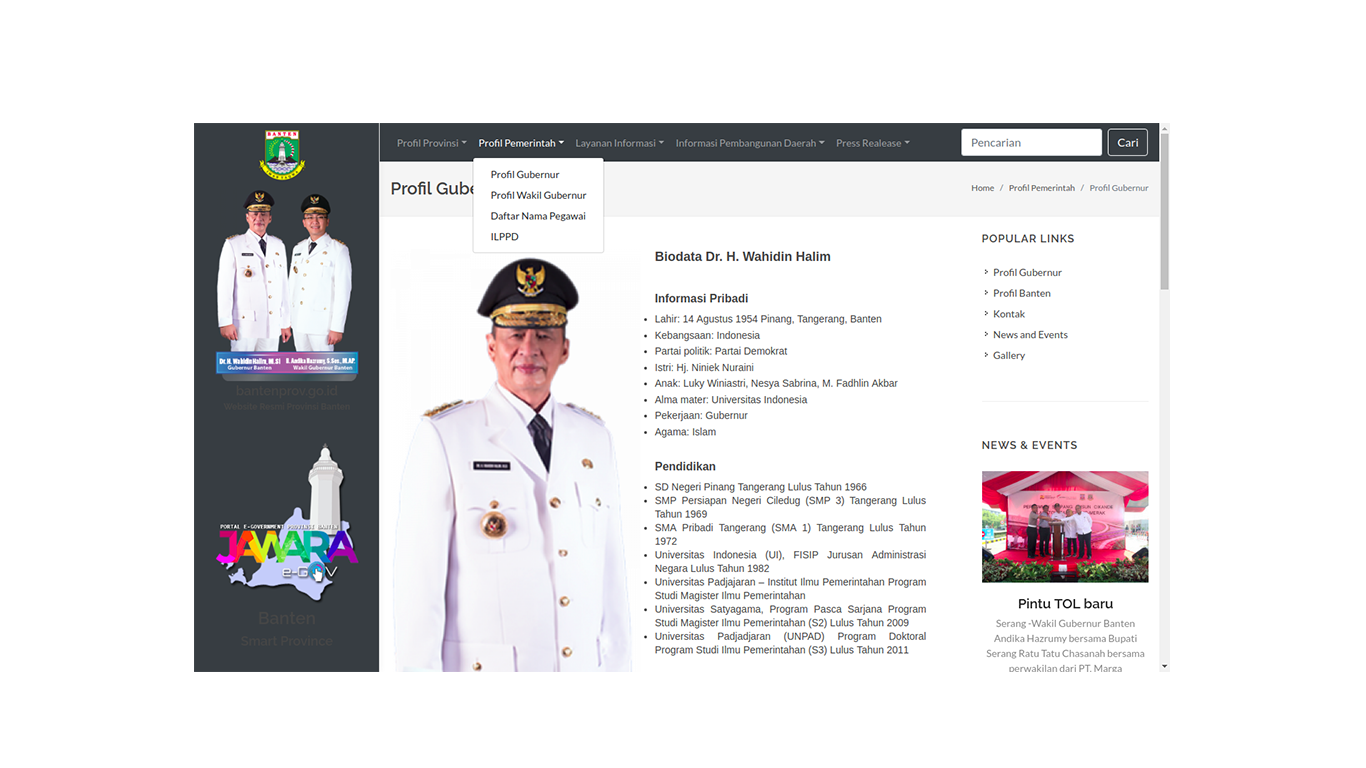 BANTEN
Dr. H. Wahidin Halim, M.Si
Gubernur Banten
H. Andika Hazrumy, S.Sos., M.AP.
Wakil Gubernur Banten
bantenprov.go.id
Website Resmi Provinsi Banten
PORTAL E-GOVERNMENT PROVINSI BANTEN
JAWARA
e-GOV
Banten
Smart Province
Profil Provinsi
Profil Pemerintah
Layanan Informasi
Informasi Pembangunan Daerah
Press Realease
Pencarian
Cari
Profil Gubernur
Profil Wakil Gubernur
Daftar Nama Pegawai
ILPPD
Profil Gube
Home / Profil Pemerintah / Profil Gubernur
Biodata Dr. H. Wahidin Halim
Informasi Pribadi
Lahir: 14 Agustus 1954 Pinang, Tangerang, Banten
Kebangsaan: Indonesia
Partai politik: Partai Demokrat
Istri: Hj. Niniek Nuraini
Anak: Luky Winiastri, Nesya Sabrina, M. Fadhlin Akbar
Alma mater: Universitas Indonesia
Pekerjaan: Gubernur
Agama: Islam
Pendidikan
SD Negeri Pinang Tangerang Lulus Tahun 1966
SMP Persiapan Negeri Ciledug (SMP 3) Tangerang Lulus
Tahun 1969
SMA Pribadi Tangerang (SMA 1) Tangerang Lulus Tahun
1972
Universitas Indonesia (UI), FISIP Jurusan Administrasi
Negara Lulus Tahun 1982
Universitas Padjajaran – Institut Ilmu Pemerintahan Program
Studi Magister Ilmu Pemerintahan
Universitas Satyagama, Program Pasca Sarjana Program
Studi Magister Ilmu Pemerintahan (S2) Lulus Tahun 2009
Universitas Padjadjaran (UNPAD) Program Doktoral
Program Studi Ilmu Pemerintahan (S3) Lulus Tahun 2011
POPULAR LINKS
Profil Gubernur
Profil Banten
Kontak
News and Events
Gallery
NEWS & EVENTS
Pintu TOL baru
Serang -Wakil Gubernur Banten
Andika Hazrumy bersama Bupati
Serang Ratu Tatu Chasanah bersama
perwakilan dari PT. Marga